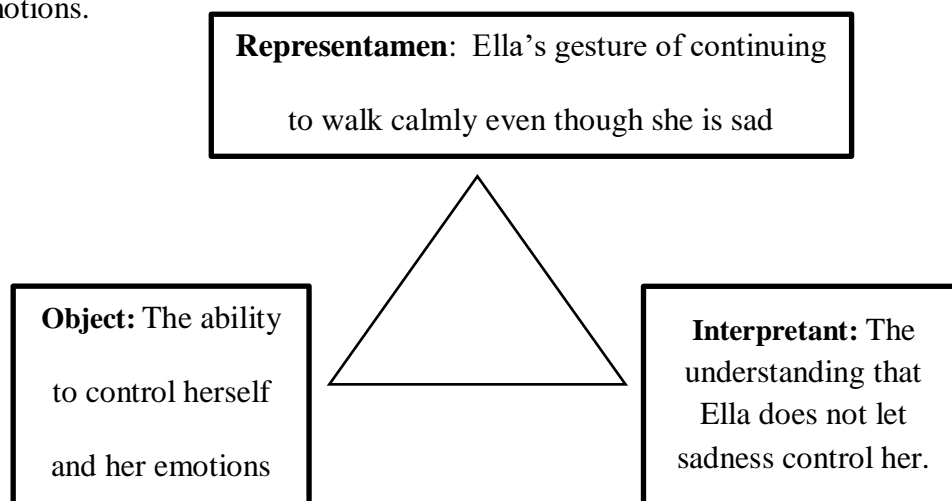 notions.
Representamen: Ella’s gesture of continuing
to walk calmly even though she is sad
Object: The ability
to control herself
and her emotions
Interpretant: The
understanding that
Ella does not let
sadness control her.